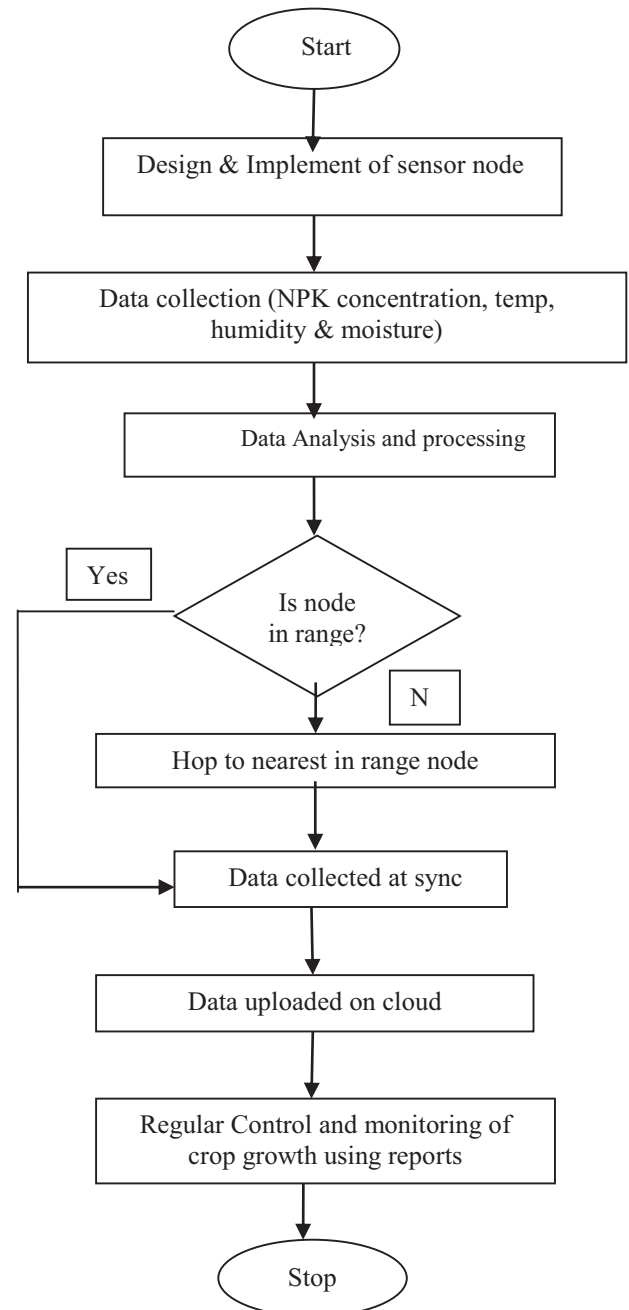 Start
Design & Implement of sensor node
Data collection (NPK concentration, temp,
humidity & moisture)
Data Analysis and processing
Yes
Is node
in range?
N
Hop to nearest in range node
Data collected at sync
Data uploaded on cloud
Regular Control and monitoring of
crop growth using reports
Stop